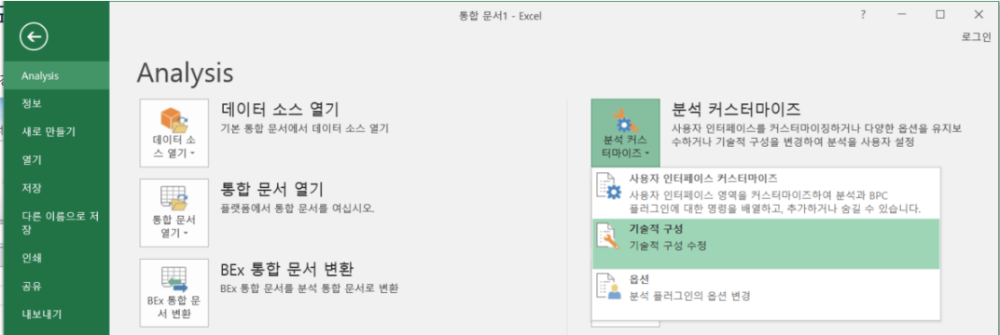 통합 문서1 - Excel
?
로그인
Analysis
정보
새로 만들기
열기
저장
다른 이름으로 저
장
인쇄
공유
내보내기
Analysis
데이터 소
스 열기
데이터 소스 열기
기본 통합 문서에서 데이터 소스 열기
통합 문서
열기
통합 문서 열기
플랫폼에서 통합 문서를 여십시오.
BEx 통합 문
서 변환
BEx 통합 문서 변환
BEx 통합 문서를 분석 통합 문서로 변환
분석 커스
터마이즈
분석 커스터마이즈
사용자 인터페이스를 커스터마이징하거나 다양한 옵션을 유지보
수하거나 기술적 구성을 변경하여 분석을 사용자 설정
사용자 인터페이스 커스터마이즈
사용자 인터페이스 영역을 커스터마이즈하여 분석과 BPC
플러그인에 대한 명령을 배열하고, 추가하거나 숨길 수 있습니다.
기술적 구성
기술적 구성 수정
옵션
분석 플러그인의 옵션 변경